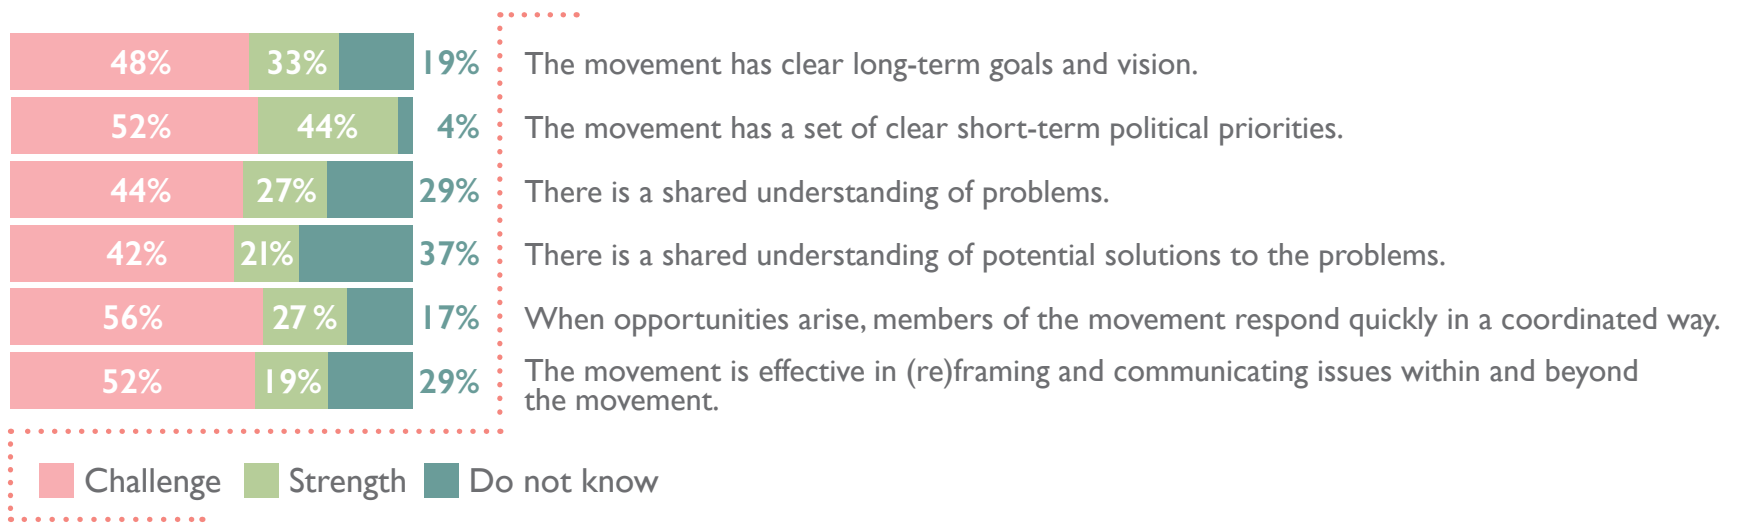 48% 33% 19% The movement has clear long-term goals and vision.
52% 44% 4% The movement has a set of clear short-term political priorities.
44% 27% 29% There is a shared understanding of problems.
42% 21% 37% There is a shared understanding of potential solutions to the problems.
56% 27 % 17% When opportunities arise, members of the movement respond quickly in a coordinated way.
52% 19% 29% The movement is effective in (re)framing and communicating issues within and beyond
the movement.
Challenge Strength Do not know